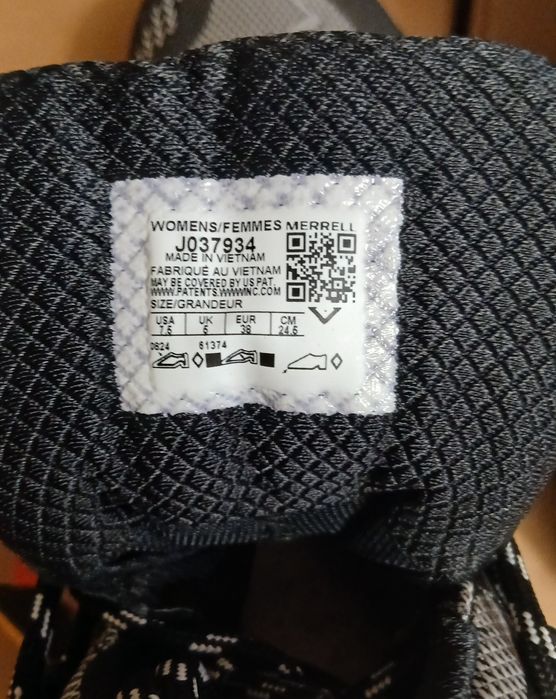 WOMENS/FEMMES MERRELL
J037934
MADE IN VIETNAM
FABRIQUÉ AU VIETNAM
MAY BE COVERED BY US PAT.
WWW.PATENTS.WWWINC.COM
SIZE/GRANDEUR
USA UK EUR CM
7.5 5 38 24.5
0824 61374